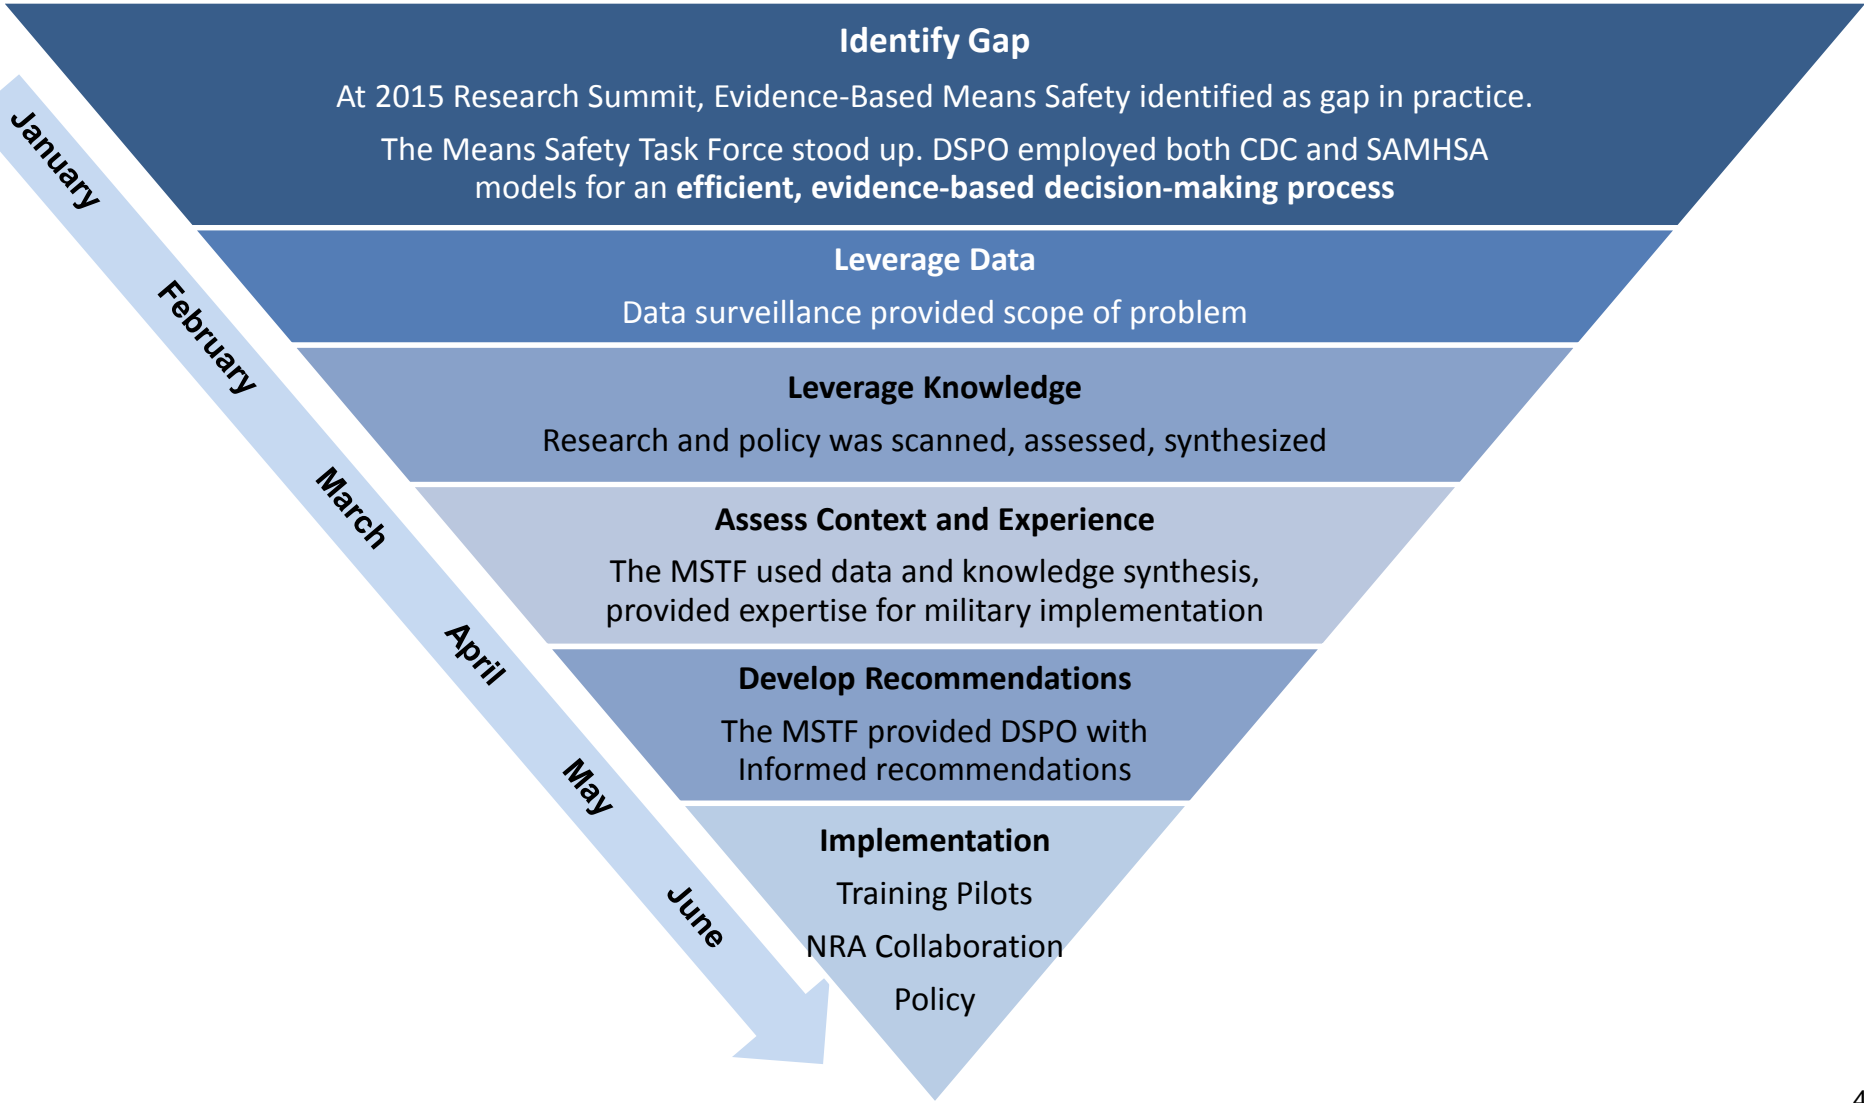 Identify Gap
At 2015 Research Summit, Evidence-Based Means Safety identified as gap in practice.
The Means Safety Task Force stood up. DSPO employed both CDC and SAMHSA
models for an efficient, evidence-based decision-making process
Leverage Data
Data surveillance provided scope of problem
Leverage Knowledge
Research and policy was scanned, assessed, synthesized
Assess Context and Experience
The MSTF used data and knowledge synthesis,
provided expertise for military implementation
Develop Recommendations
The MSTF provided DSPO with
Informed recommendations
Implementation
Training Pilots
NRA Collaboration
Policy
January
February
March
April
May
June
4